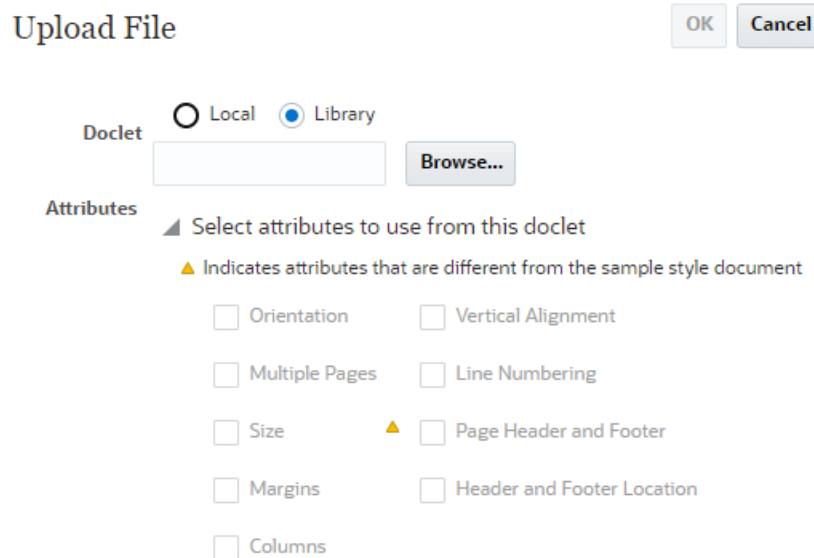 Upload File
OK Cancel
Doclet Local Library
Browse...
Attributes
Select attributes to use from this doclet
Indicates attributes that are different from the sample style document
Orientation Vertical Alignment
Multiple Pages Line Numbering
Size Page Header and Footer
Margins Header and Footer Location
Columns